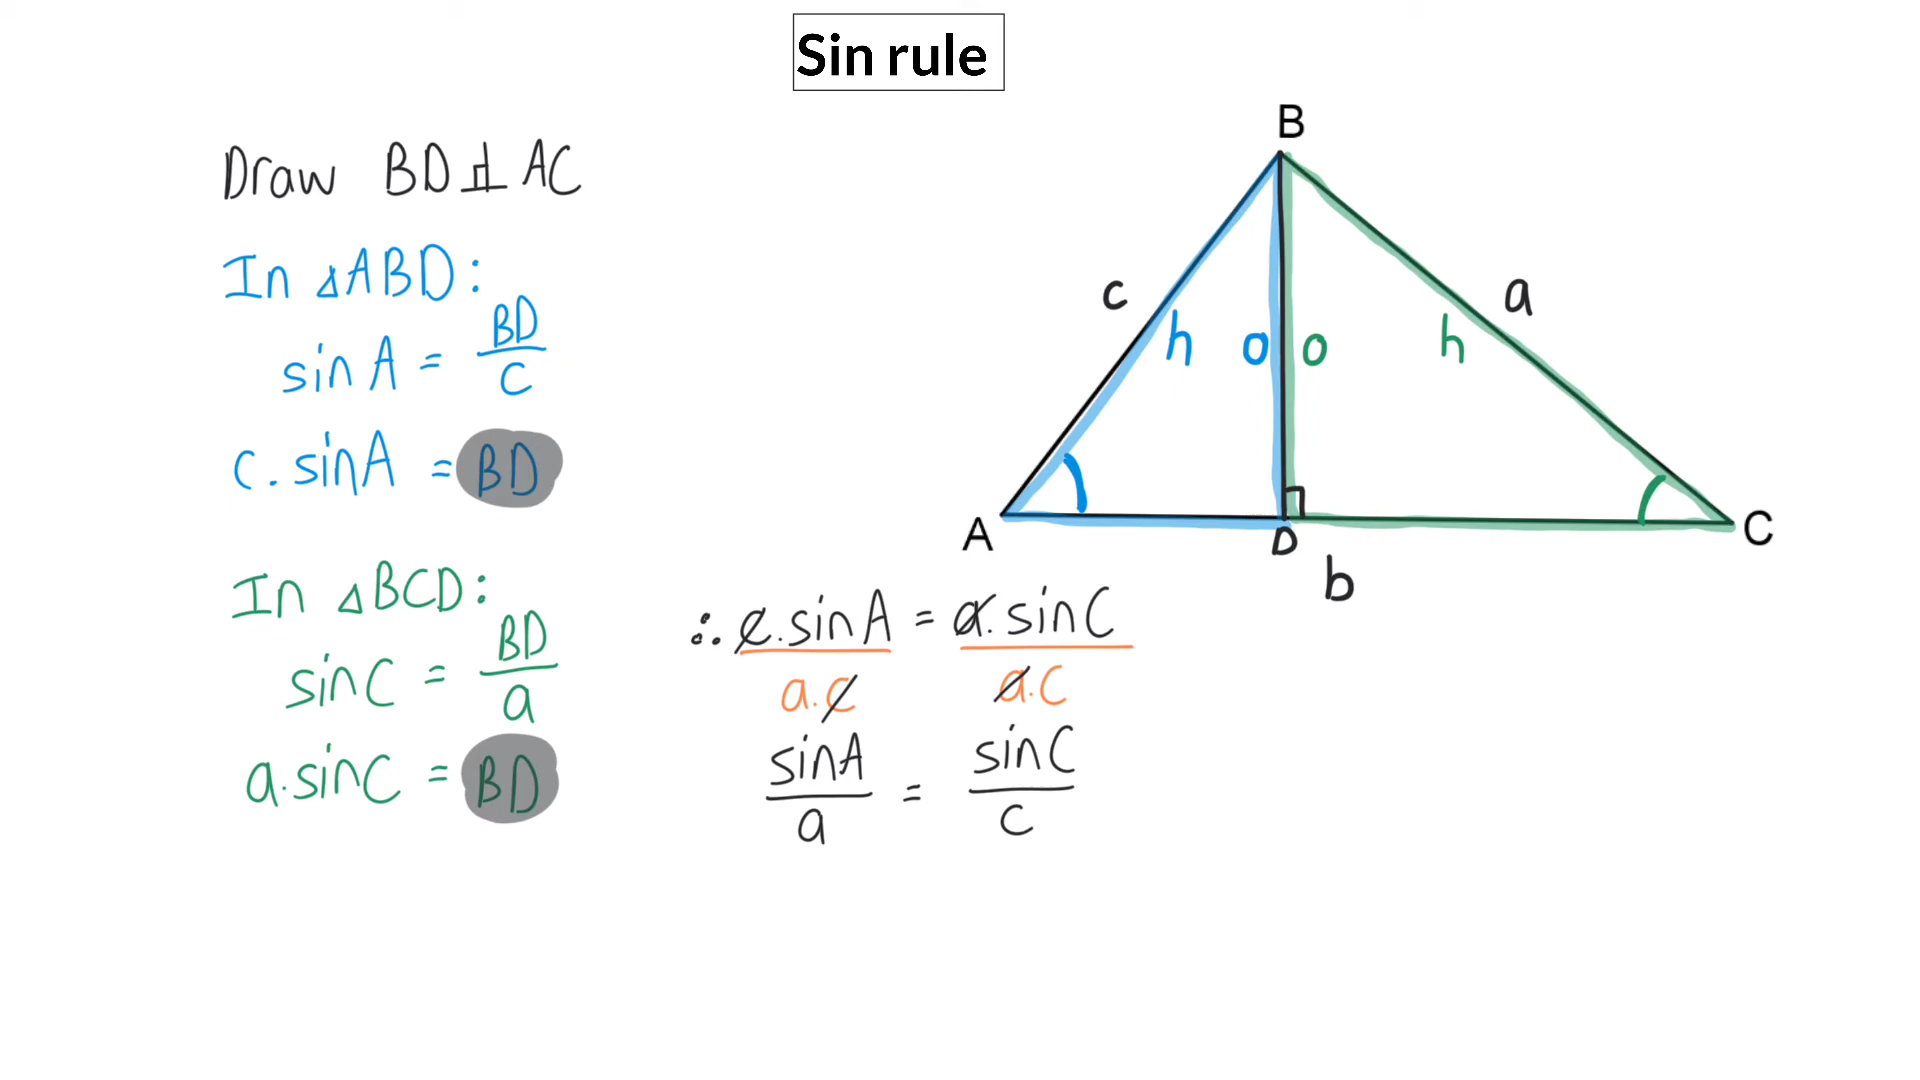 Sin rule
Draw BD ⊥ AC
In △ABD:
sin A = BD/c
c.sinA = BD
In △BCD:
sinC = BD/a
a.sinC = BD
B
c
a
h
o
o
h
A
D
C
b
∴ c.sinA = a.sinC
a.c a.c
sinA/a = sinC/c